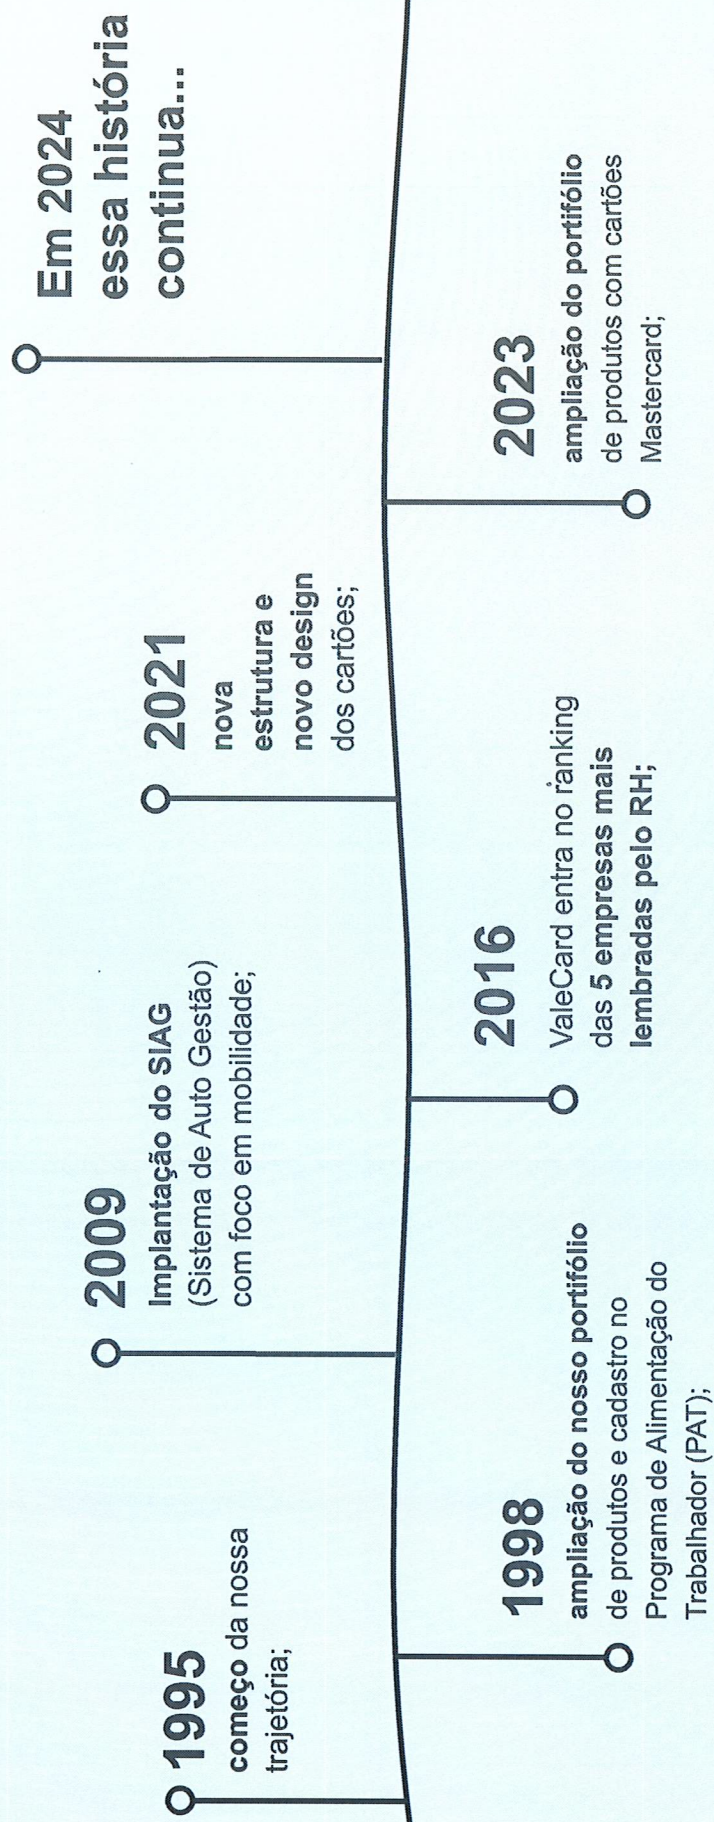 1995
começo da nossa
trajetória;
1998
ampliação do nosso portifólio
de produtos e cadastro no
Programa de Alimentação do
Trabalhador (PAT);
2009
Implantação do SIAG
(Sistema de Auto Gestão)
com foco em mobilidade;
2016
ValeCard entra no ranking
das 5 empresas mais
lembradas pelo RH;
2021
nova
estrutura e
novo design
dos cartões;
2023
ampliação do portifólio
de produtos com cartões
Mastercard;
Em 2024
essa história
continua...